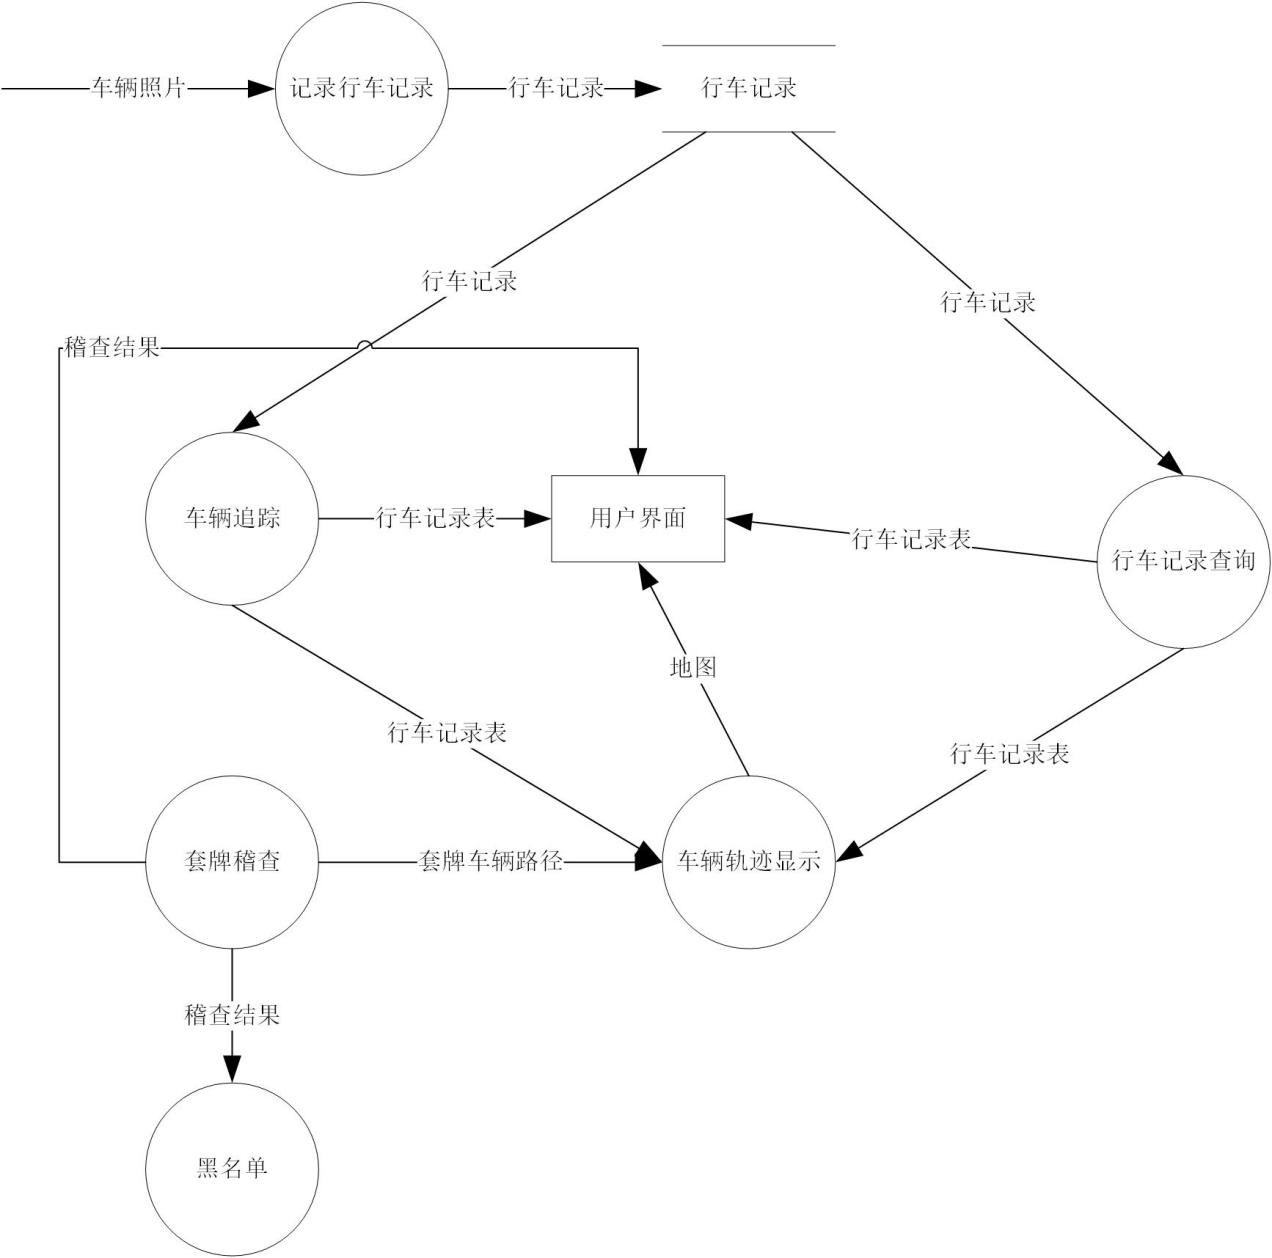 车辆照片
记录行车记录
行车记录
行车记录
行车记录
行车记录
稽查结果
车辆追踪
行车记录表
用户界面
行车记录表
行车记录查询
地图
行车记录表
行车记录表
套牌稽查
套牌车辆路径
车辆轨迹显示
稽查结果
黑名单